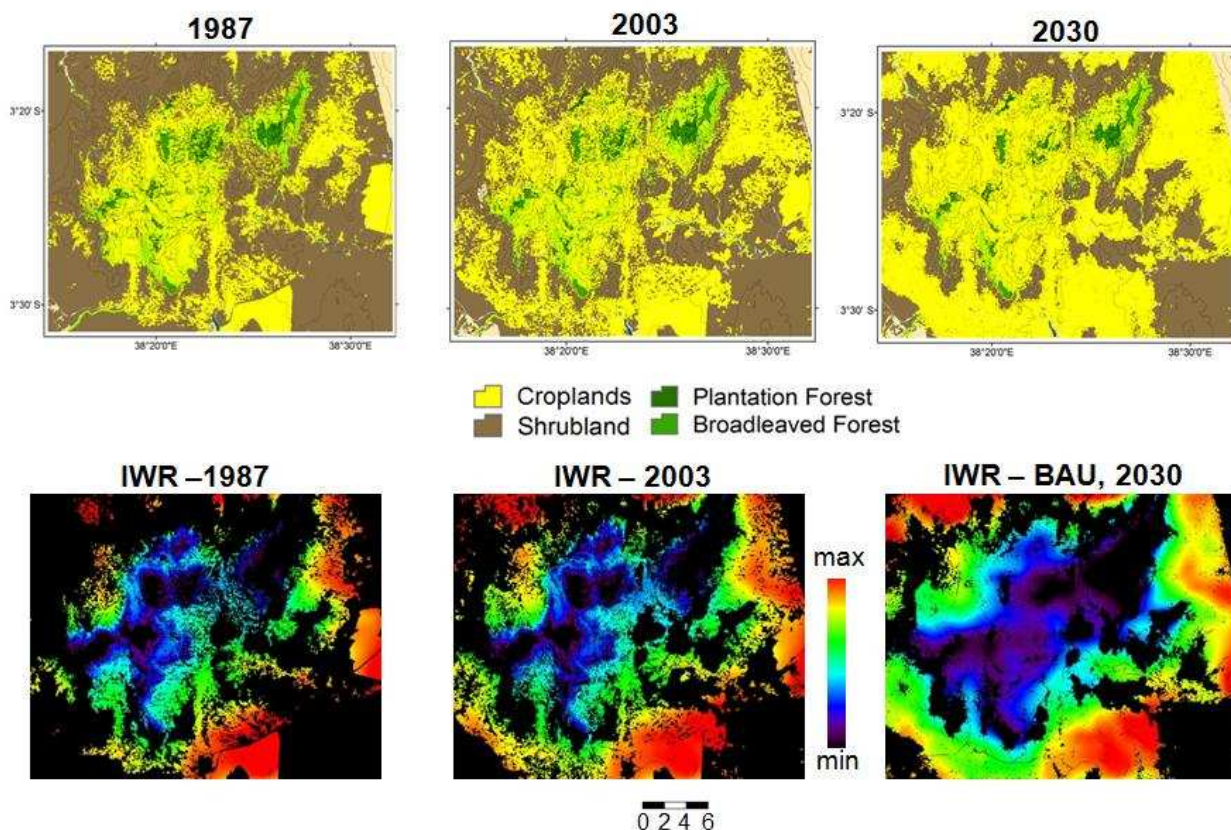 1987
2003
2030
3°20' S
3°30' S
38°20'0"E
38°30'0"E
38°20'0"E
38°30'0"E
3°20' S
3°30' S
38°20'0"E
38°30'0"E
Croplands
Plantation Forest
Shrubland
Broadleaved Forest
IWR –1987
IWR – 2003
IWR – BAU, 2030
max
min
0 2 4 6